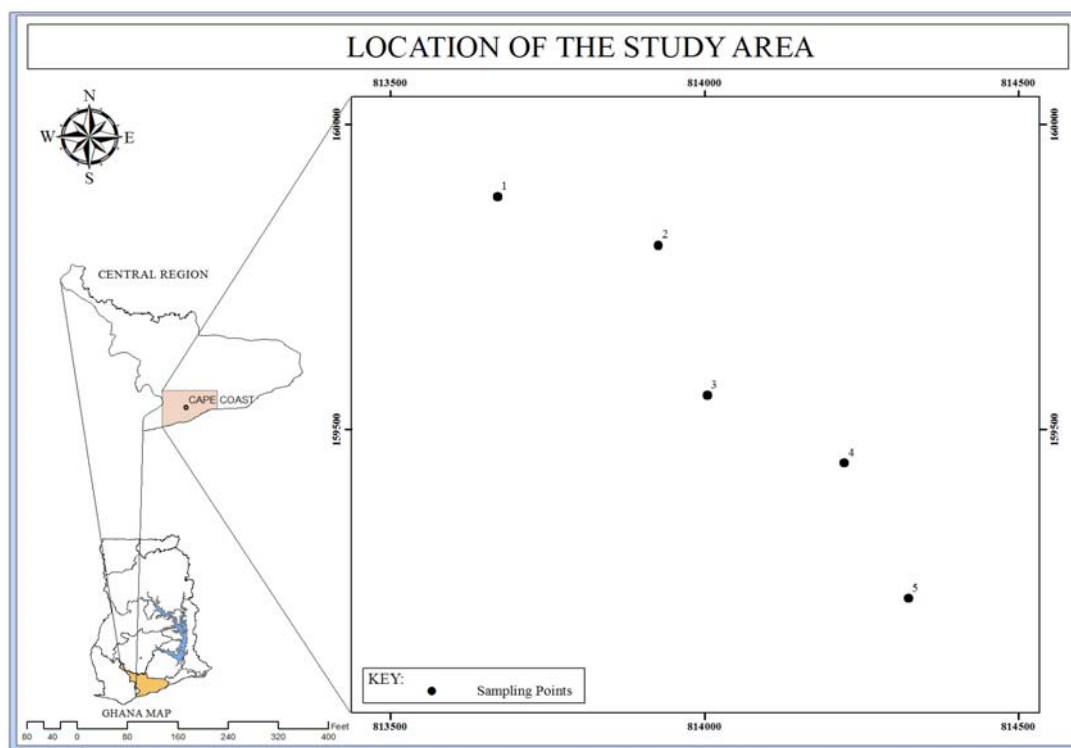 LOCATION OF THE STUDY AREA
813500 814000 814500
N
W E
S
160000 160000
1
2
CENTRAL REGION
3
CAPE COAST
159500 159500
4
5
KEY:
Sampling Points
GHANA MAP
Feet
80 40 0 80 160 240 320 400
813500 814000 814500